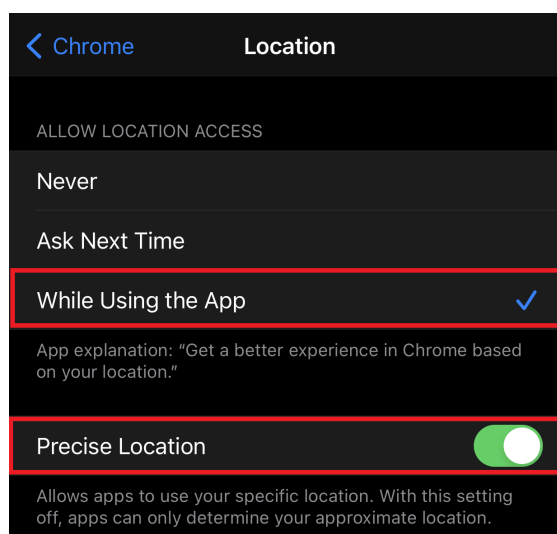 Chrome
Location
ALLOW LOCATION ACCESS
Never
Ask Next Time
While Using the App
App explanation: “Get a better experience in Chrome based
on your location.”
Precise Location
Allows apps to use your specific location. With this setting
off, apps can only determine your approximate location.